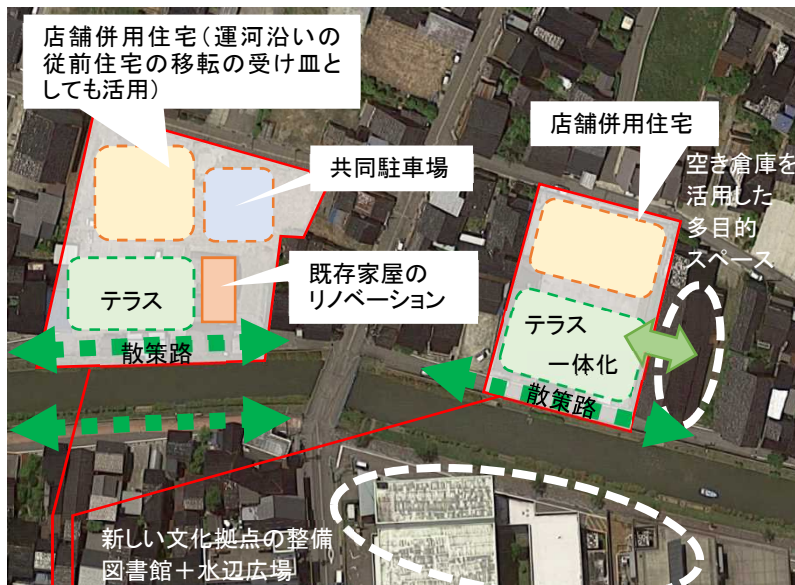 店舗併用住宅(運河沿いの
従前住宅の移転の受け皿と
しても活用)
共同駐車場
既存家屋の
リノベーション
テラス
散策路
店舗併用住宅
空き倉庫を
活用した
多目的
スペース
テラス
一体化
散策路
新しい文化拠点の整備
図書館+水辺広場